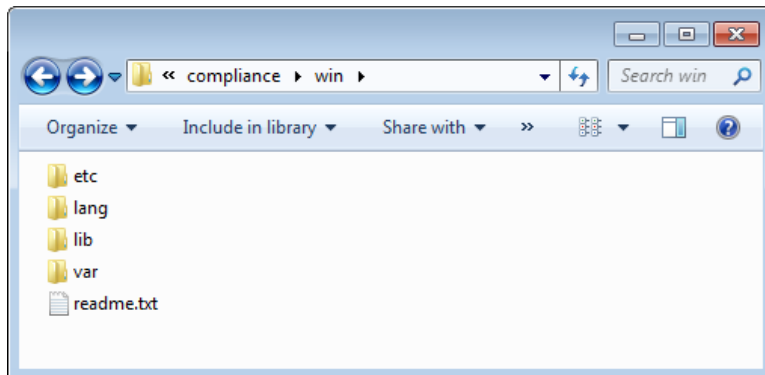 « compliance ▸ win ▸ Search win
Organize ▾ Include in library ▾ Share with ▾ »
etc
lang
lib
var
readme.txt